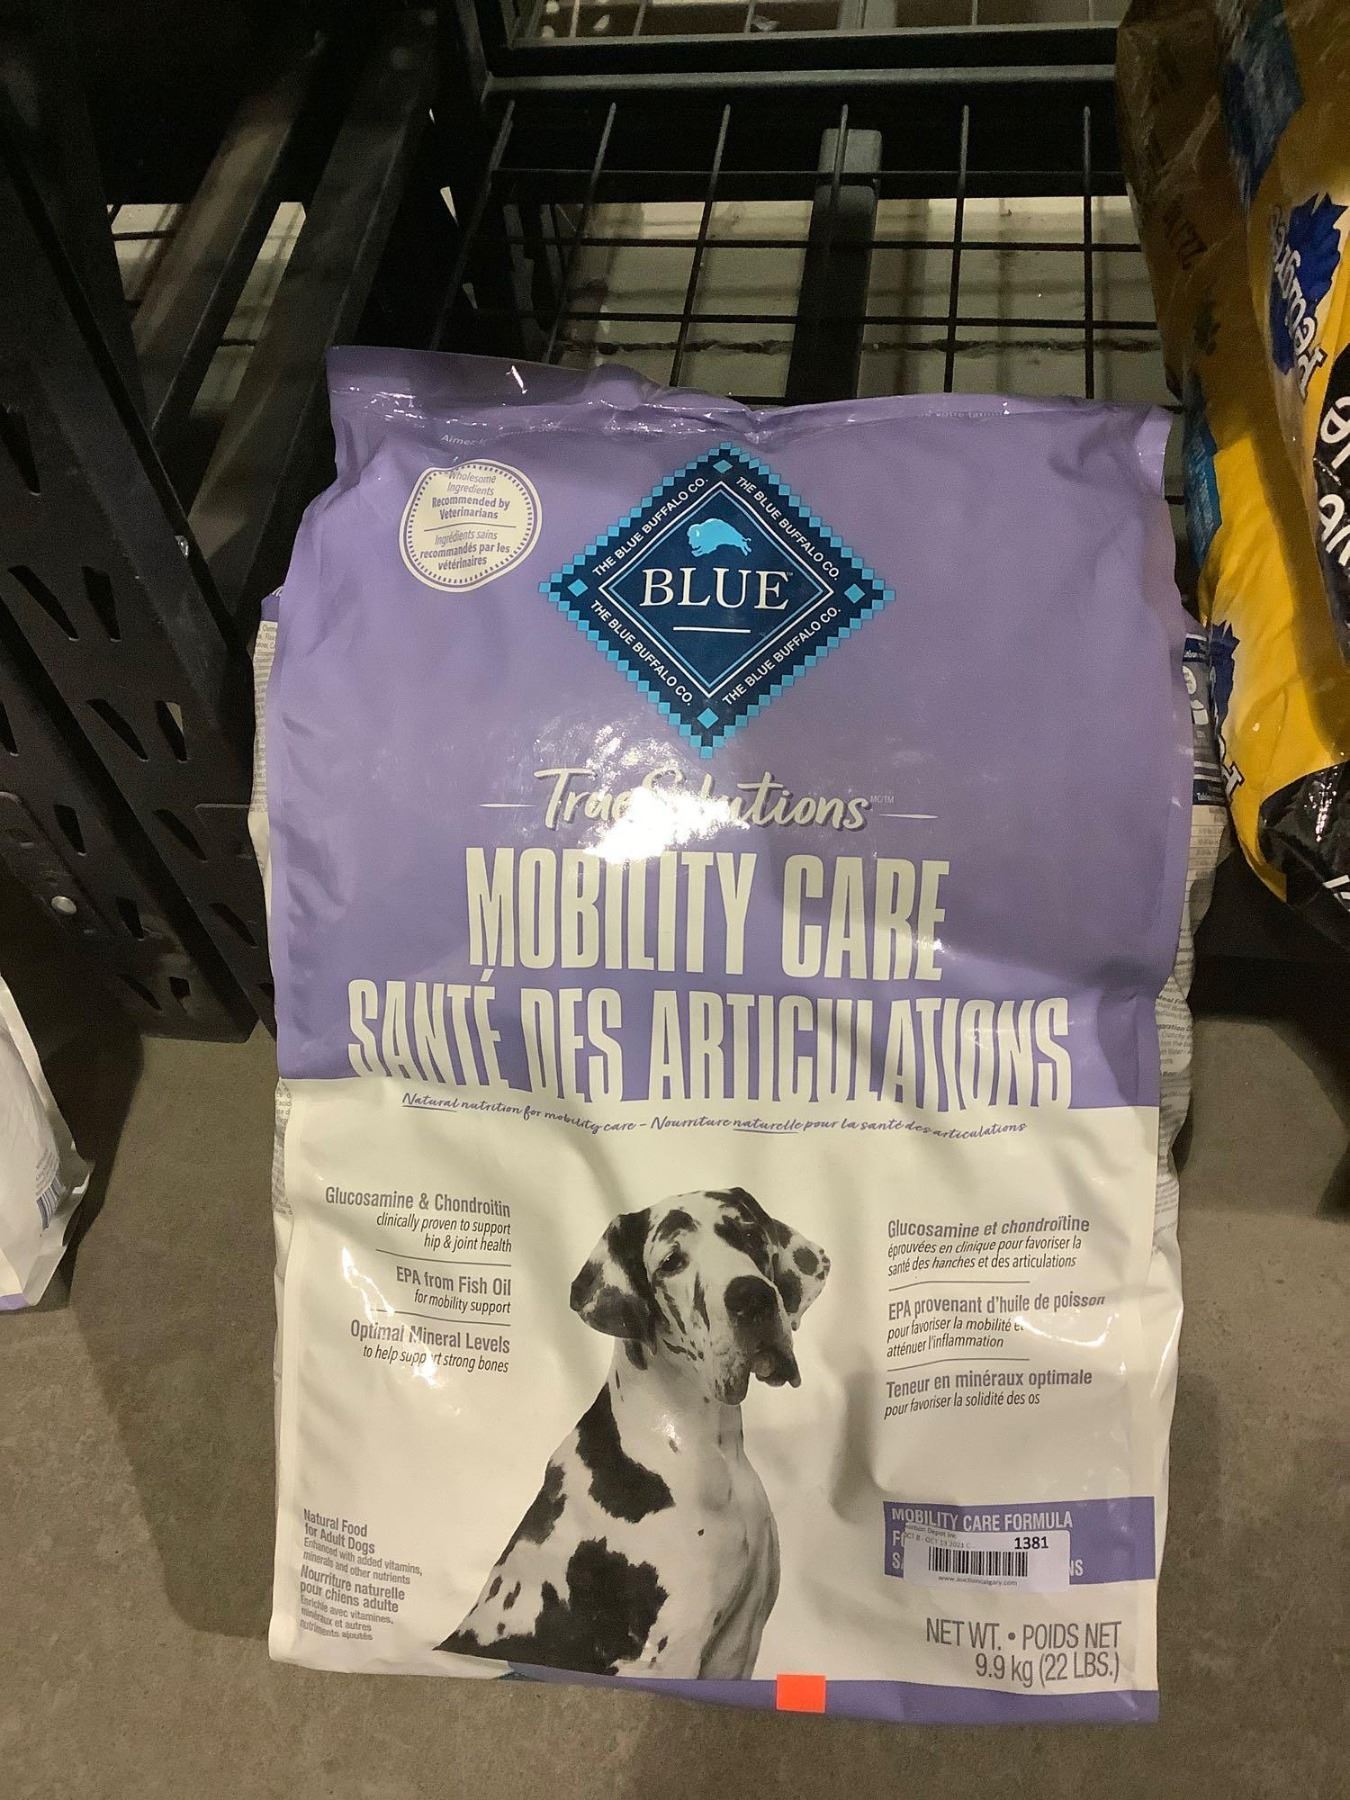 Wholesome
Ingredients
Recommended by
Veterinarians
Ingrédients sains
recommandés par les
vétérinaires
THE BLUE BUFFALO CO.
THE BLUE BUFFALO CO.
THE BLUE BUFFALO CO.
THE BLUE BUFFALO CO.
BLUE
True Solutions MC/TM
MOBILITY CARE
SANTÉ DES ARTICULATIONS
Natural nutrition for mobility care – Nourriture naturelle pour la santé des articulations
Glucosamine & Chondroitin
clinically proven to support
hip & joint health
EPA from Fish Oil
for mobility support
Optimal Mineral Levels
to help support strong bones
Glucosamine et chondroïtine
éprouvées en clinique pour favoriser la
santé des hanches et des articulations
EPA provenant d'huile de poisson
pour favoriser la mobilité et
atténuer l'inflammation
Teneur en minéraux optimale
pour favoriser la solidité des os
Natural Food
for Adult Dogs
Enhanced with added vitamins,
minerals and other nutrients
Nourriture naturelle
pour chiens adulte
Enrichie avec vitamines,
minéraux et autres
nutriments ajoutés
MOBILITY CARE FORMULA
1381
www.auctioncalgary.com
NET WT. • POIDS NET
9.9 kg (22 LBS.)